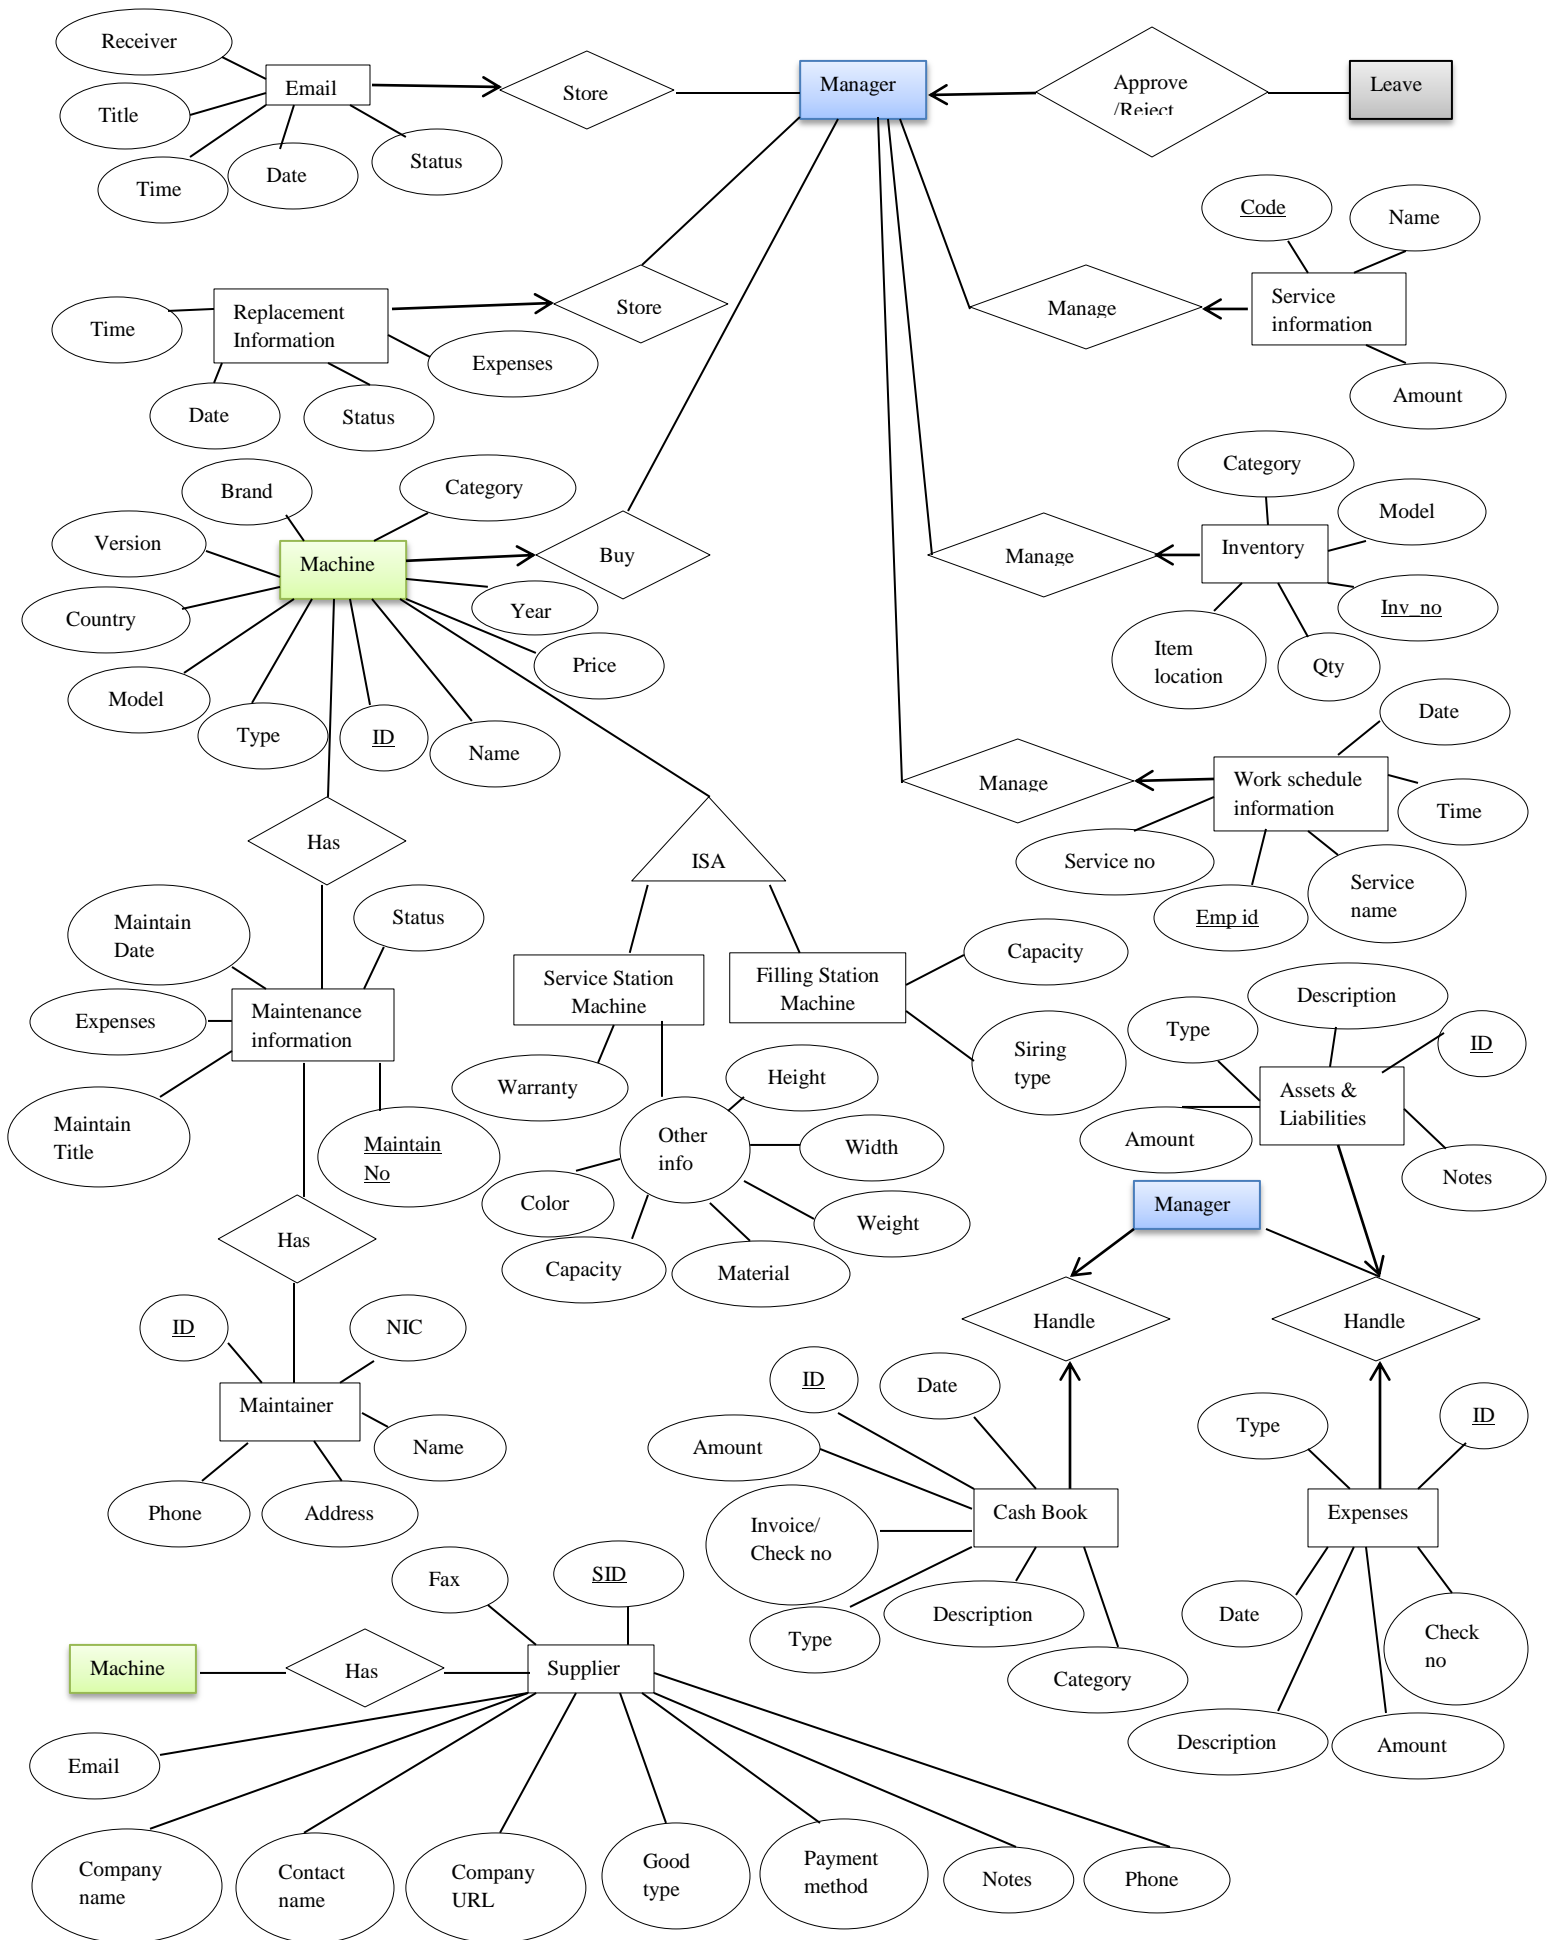 Receiver
Email
Title
Time
Date
Status
Store
Manager
Approve
/Reject
Leave
Code
Name
Service
information
Manage
Amount
Replacement
Information
Time
Date
Status
Expenses
Store
Brand
Category
Version
Machine
Country
Year
Price
Model
Type
ID
Name
Buy
Category
Model
Inventory
Manage
Inv_no
Item
location
Qty
Date
Work schedule
information
Manage
Time
Service no
Emp id
Service
name
Has
ISA
Maintain
Date
Status
Expenses
Maintenance
information
Maintain
Title
Maintain
No
Service Station
Machine
Filling Station
Machine
Capacity
Siring
type
Warranty
Other
info
Height
Width
Weight
Color
Capacity
Material
Description
Type
ID
Assets &
Liabilities
Amount
Notes
Manager
Handle
Handle
Has
ID
NIC
Maintainer
Name
Phone
Address
ID
Date
Amount
Cash Book
Invoice/
Check no
Type
Description
Category
Type
ID
Expenses
Date
Check
no
Description
Amount
Fax
SID
Machine
Has
Supplier
Email
Company
name
Contact
name
Company
URL
Good
type
Payment
method
Notes
Phone